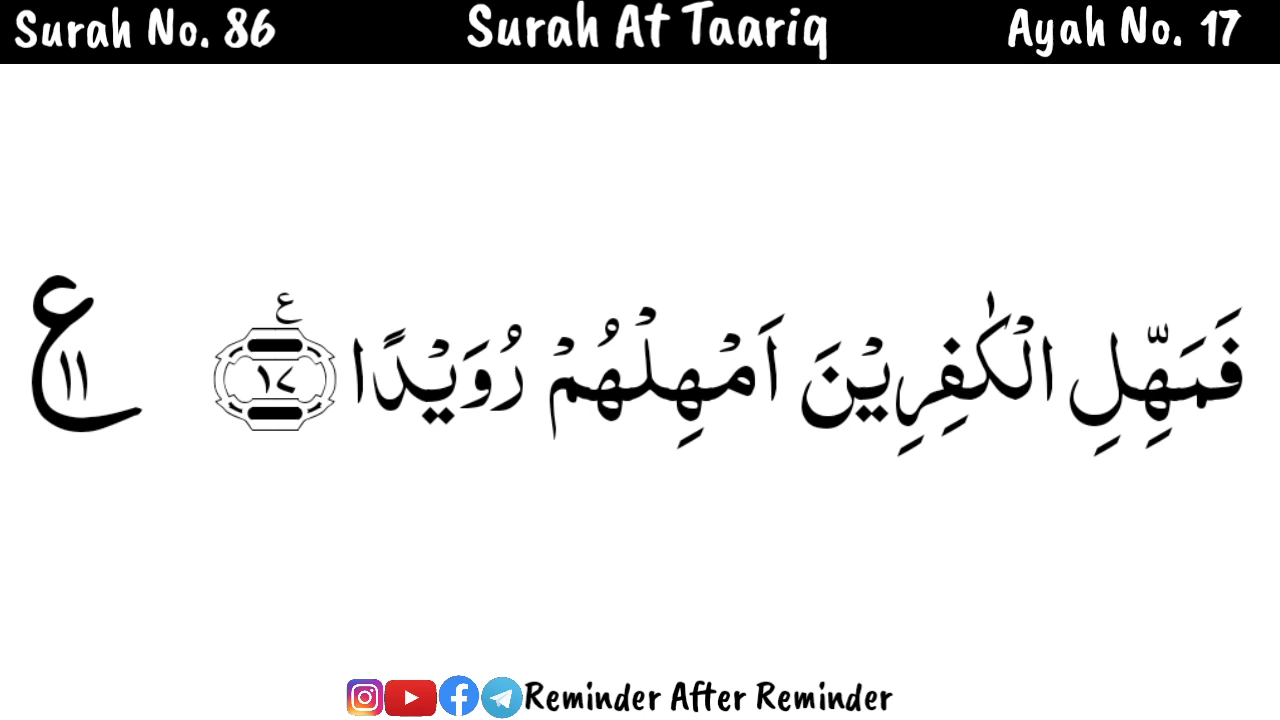 Surah No. 86 Surah At Taariq Ayah No. 17
فَمَهِّلِ الْكٰفِرِيْنَ اَمْهِلْهُمْ رُوَيْدًا ۧ ١٧ ع ١١
Reminder After Reminder